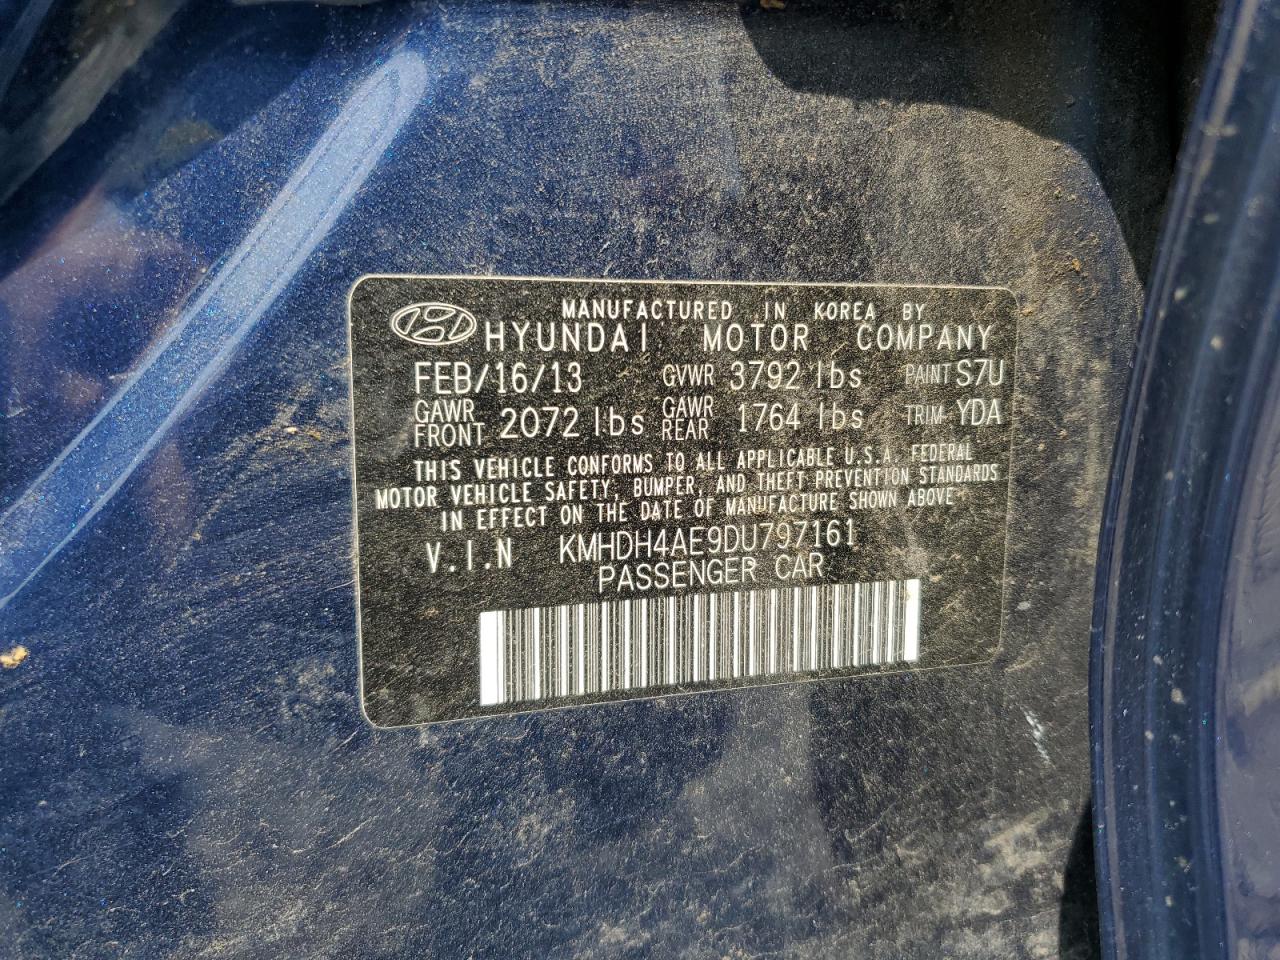 MANUFACTURED IN KOREA BY
HYUNDAI MOTOR COMPANY
FEB/16/13 GVWR 3792 lbs PAINT S7U
GAWR FRONT 2072 lbs GAWR REAR 1764 lbs TRIM YDA
THIS VEHICLE CONFORMS TO ALL APPLICABLE U.S.A. FEDERAL
MOTOR VEHICLE SAFETY, BUMPER, AND THEFT PREVENTION STANDARDS
IN EFFECT ON THE DATE OF MANUFACTURE SHOWN ABOVE
V.I.N KMHDH4AE9DU797161
PASSENGER CAR